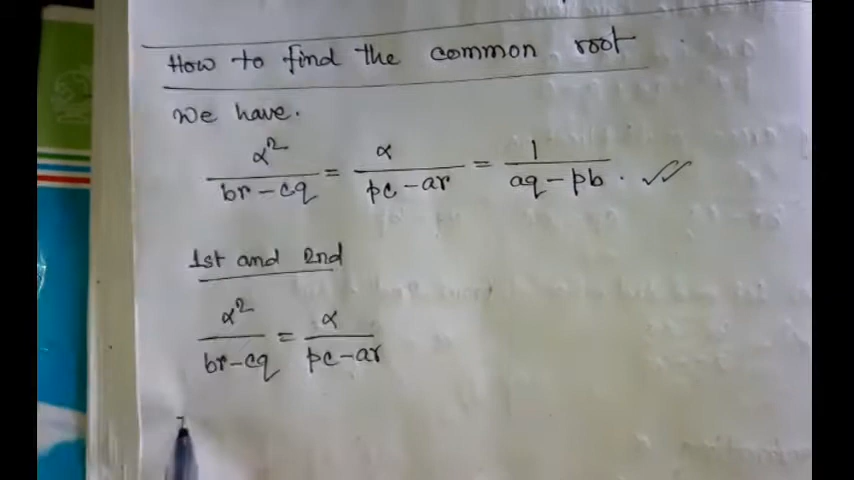 How to find the common root
We have.
α² / br-cq = α / pc-ar = 1 / aq-pb .
1st and 2nd
α² / br-cq = α / pc-ar